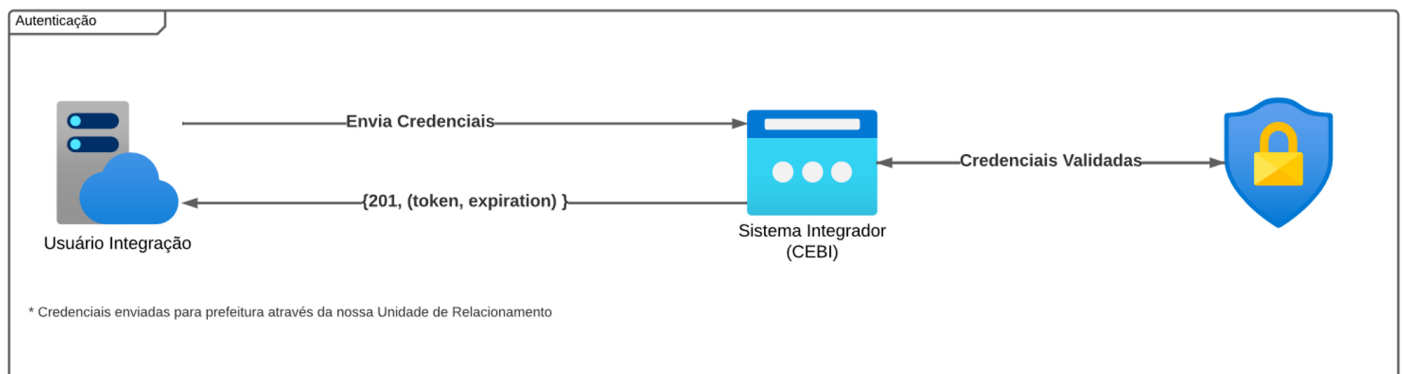 Autenticação
Envia Credenciais
Credenciais Validadas
{201, (token, expiration) }
Usuário Integração
Sistema Integrador
(CEBI)
* Credenciais enviadas para prefeitura através da nossa Unidade de Relacionamento